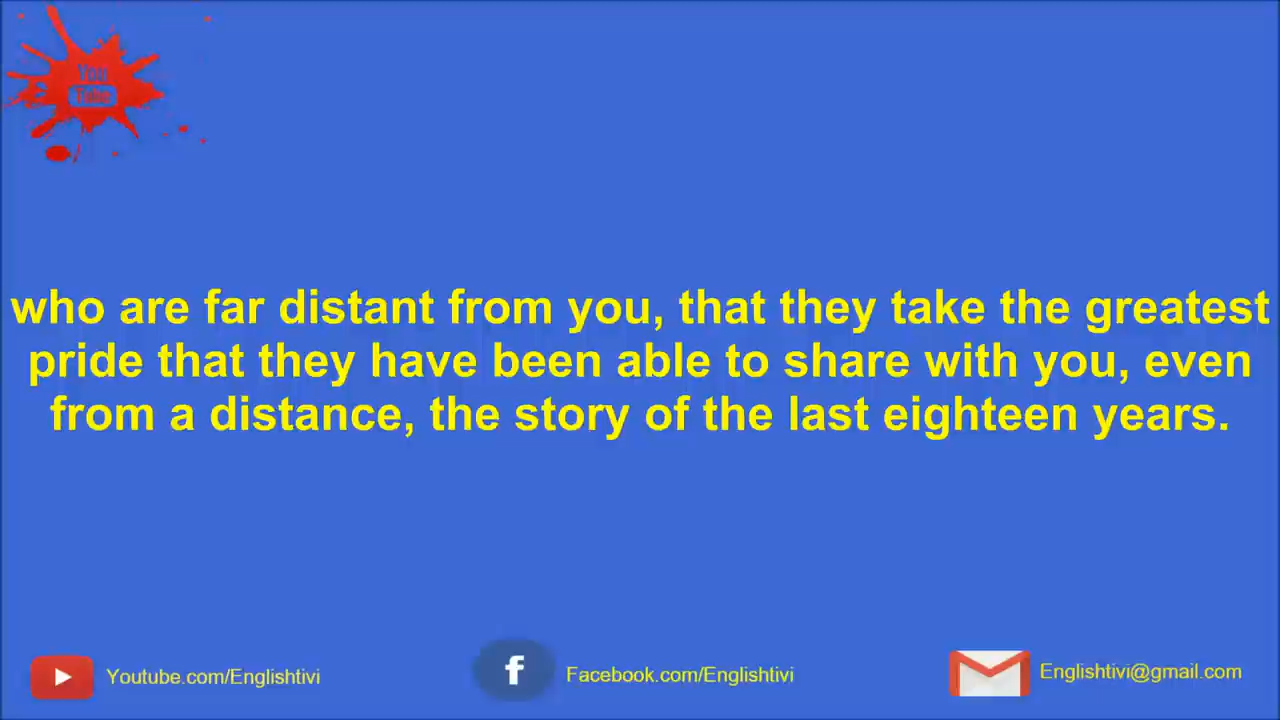 You
Tube
who are far distant from you, that they take the greatest
pride that they have been able to share with you, even
from a distance, the story of the last eighteen years.
Youtube.com/Englishtivi
f
Facebook.com/Englishtivi
Englishtivi@gmail.com